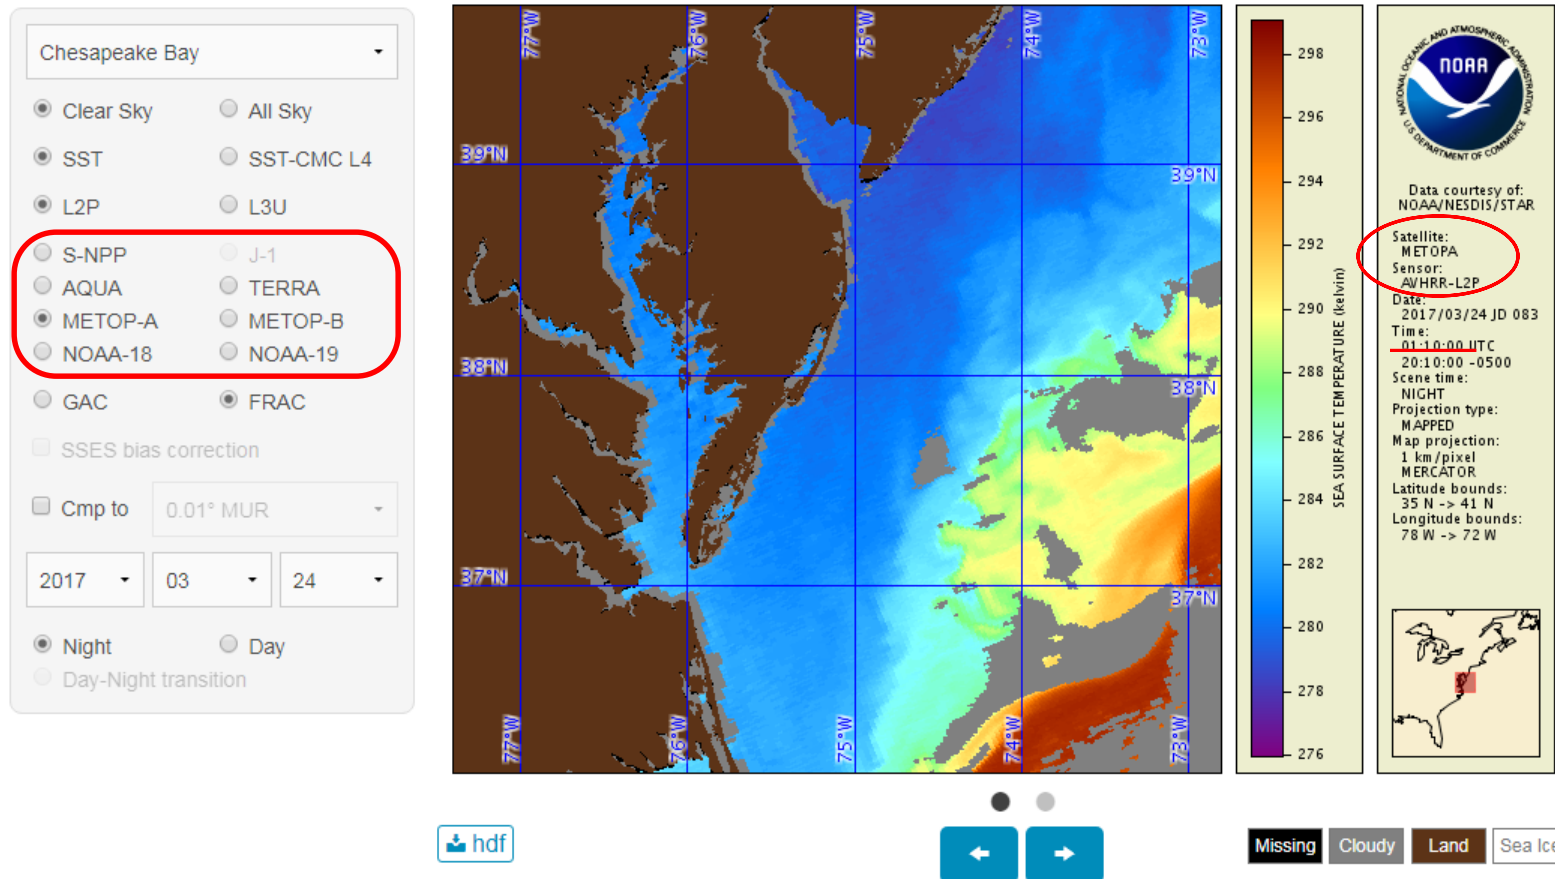 Chesapeake Bay
Clear Sky
All Sky
SST
SST-CMC L4
L2P
L3U
S-NPP
J-1
AQUA
TERRA
METOP-A
METOP-B
NOAA-18
NOAA-19
GAC
FRAC
SSES bias correction
Cmp to
0.01° MUR
2017
03
24
Night
Day
Day-Night transition
77°W
76°W
75°W
74°W
73°W
39°N
39°N
38°N
38°N
37°N
37°N
77°W
76°W
75°W
74°W
73°W
298
296
294
292
290
288
286
284
282
280
278
276
SEA SURFACE TEMPERATURE (kelvin)
NATIONAL OCEANIC AND ATMOSPHERIC ADMINISTRATION
NOAA
U.S. DEPARTMENT OF COMMERCE
Data courtesy of:
NOAA/NESDIS/STAR
Satellite:
METOPA
Sensor:
AVHRR-L2P
Date:
2017/03/24 JD 083
Time:
01:10:00 UTC
20:10:00 -0500
Scene time:
NIGHT
Projection type:
MAPPED
Map projection:
1 km/pixel
MERCATOR
Latitude bounds:
35 N -> 41 N
Longitude bounds:
78 W -> 72 W
hdf
Missing
Cloudy
Land
Sea Ice